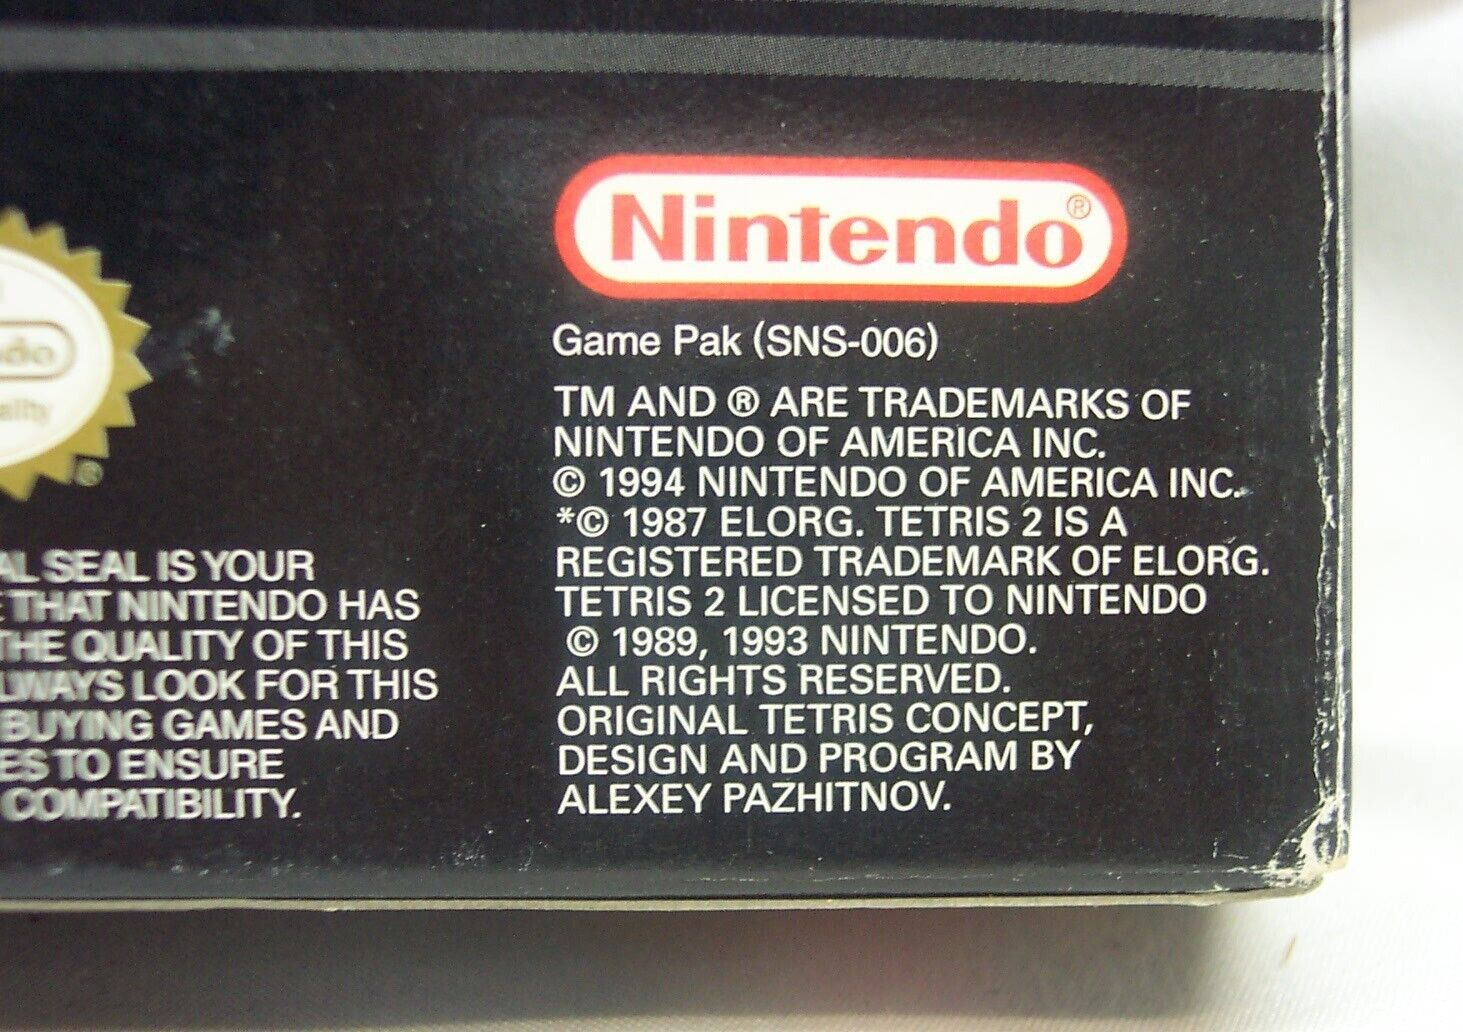 Nintendo®
Game Pak (SNS-006)
TM AND ® ARE TRADEMARKS OF
NINTENDO OF AMERICA INC.
© 1994 NINTENDO OF AMERICA INC.
*© 1987 ELORG. TETRIS 2 IS A
REGISTERED TRADEMARK OF ELORG.
TETRIS 2 LICENSED TO NINTENDO
© 1989, 1993 NINTENDO.
ALL RIGHTS RESERVED.
ORIGINAL TETRIS CONCEPT,
DESIGN AND PROGRAM BY
ALEXEY PAZHITNOV.
®
SEAL IS YOUR
THAT NINTENDO HAS
THE QUALITY OF THIS
LOOK FOR THIS
BUYING GAMES AND
TO ENSURE
COMPATIBILITY.